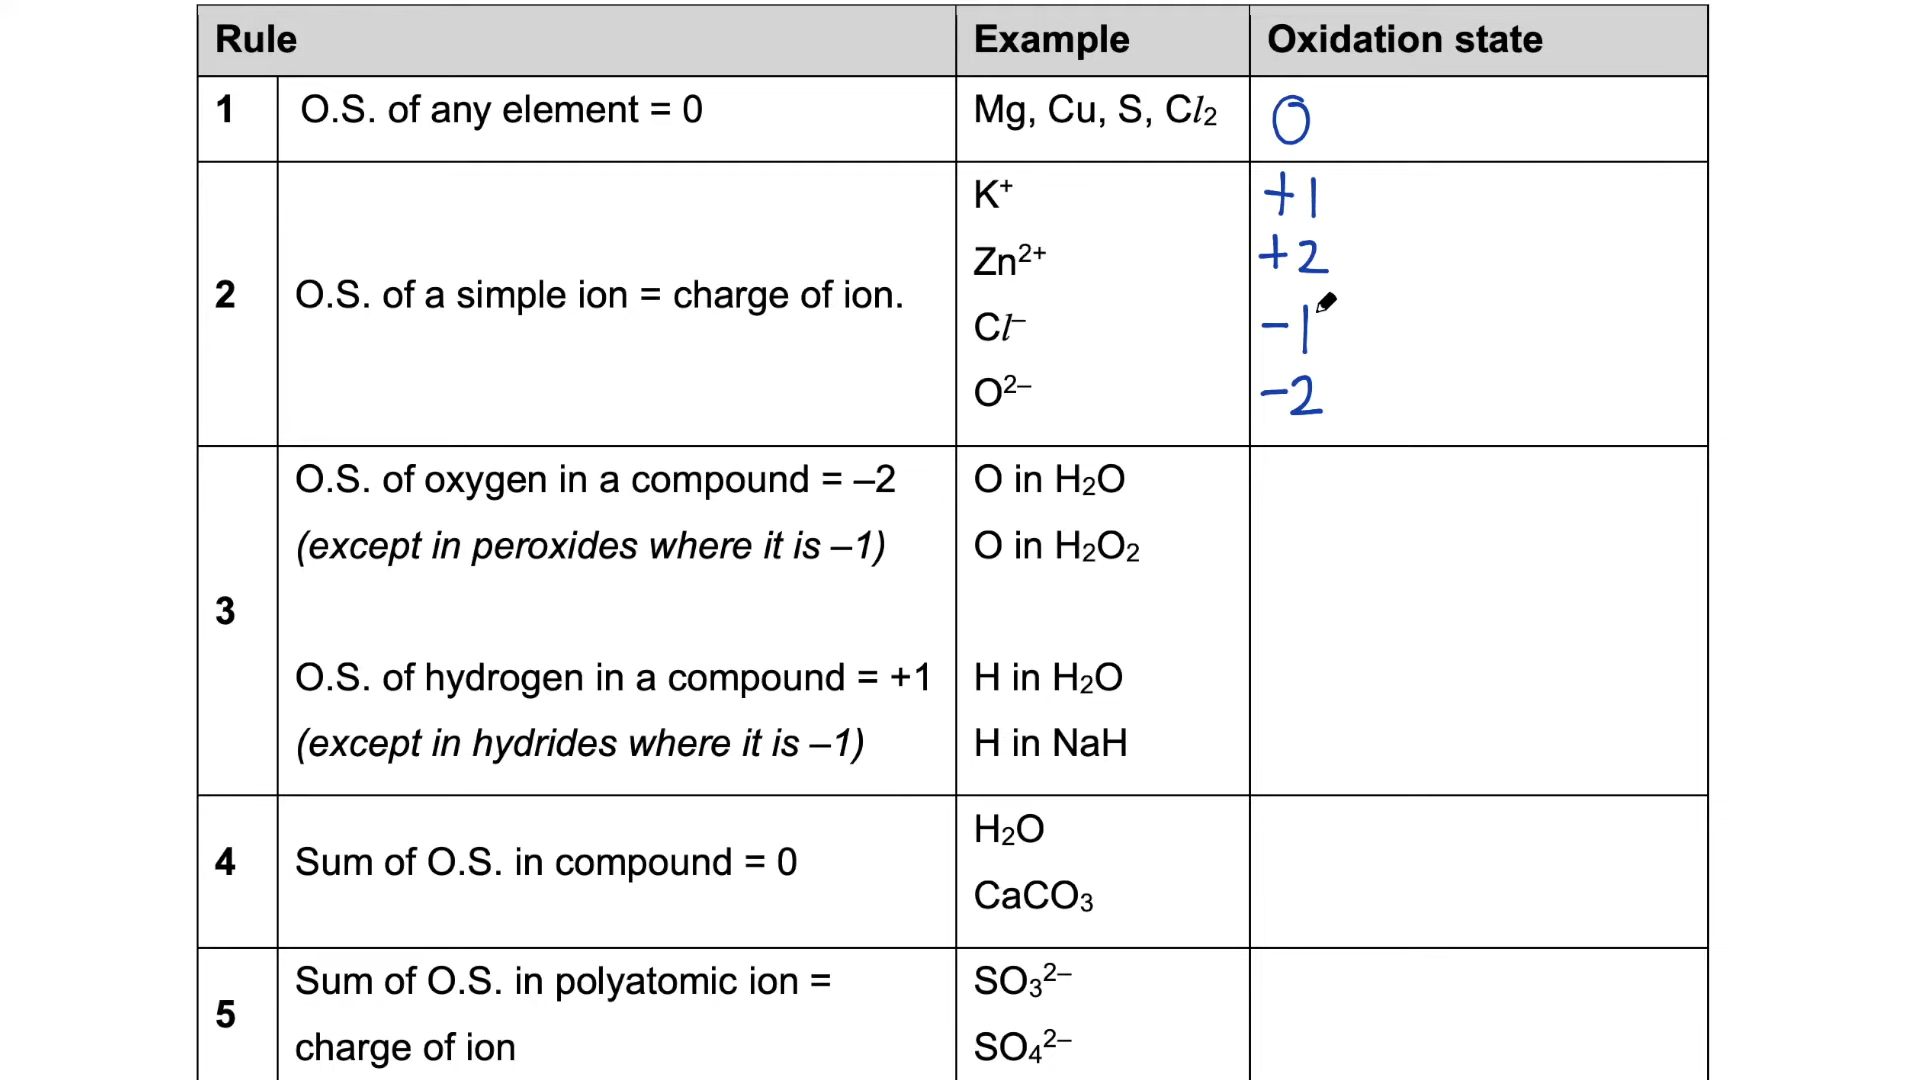 Rule Example Oxidation state
1 O.S. of any element = 0 Mg, Cu, S, Cl₂ 0
K⁺ +1
Zn²⁺ +2
2 O.S. of a simple ion = charge of ion.
Cl⁻ -1
O²⁻ -2
O.S. of oxygen in a compound = –2 O in H₂O
(except in peroxides where it is –1) O in H₂O₂
3
O.S. of hydrogen in a compound = +1 H in H₂O
(except in hydrides where it is –1) H in NaH
H₂O
4 Sum of O.S. in compound = 0
CaCO₃
Sum of O.S. in polyatomic ion = SO₃²⁻
5
charge of ion SO₄²⁻